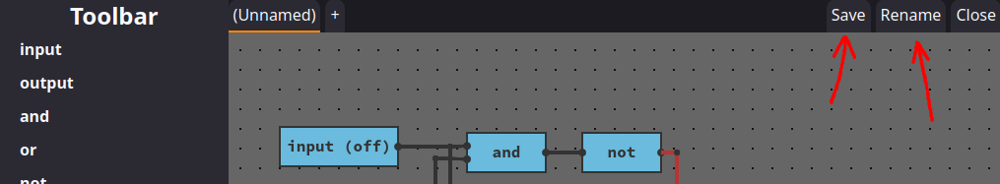 Toolbar
(Unnamed) + Save Rename Close
input
output
and
or
input (off) and not